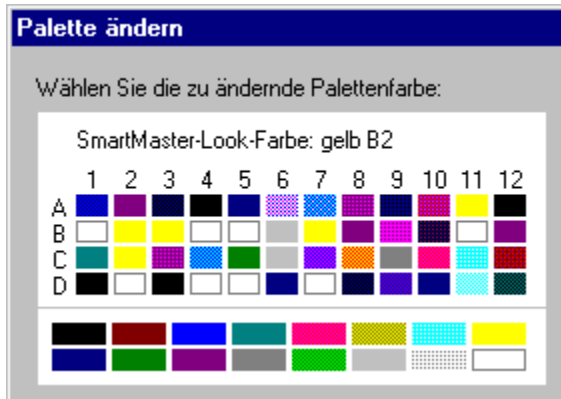 Palette ändern
Wählen Sie die zu ändernde Palettenfarbe:
SmartMaster-Look-Farbe: gelb B2
1 2 3 4 5 6 7 8 9 10 11 12
A
B
C
D